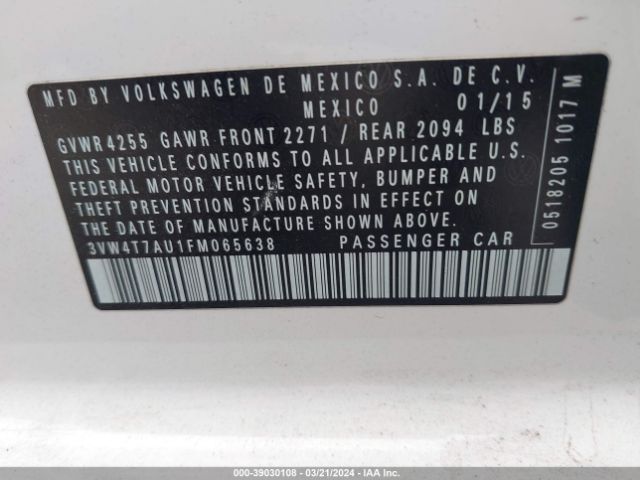 MFD BY VOLKSWAGEN DE MEXICO S.A. DE C.V.
MEXICO 01/15
GVWR 4255 GAWR FRONT 2271 / REAR 2094 LBS
THIS VEHICLE CONFORMS TO ALL APPLICABLE U.S.
FEDERAL MOTOR VEHICLE SAFETY, BUMPER AND
THEFT PREVENTION STANDARDS IN EFFECT ON
THE DATE OF MANUFACTURE SHOWN ABOVE.
3VW4T7AU1FM065638 PASSENGER CAR
0518205 1017 M
000-39030108 - 03/21/2024 - IAA Inc.